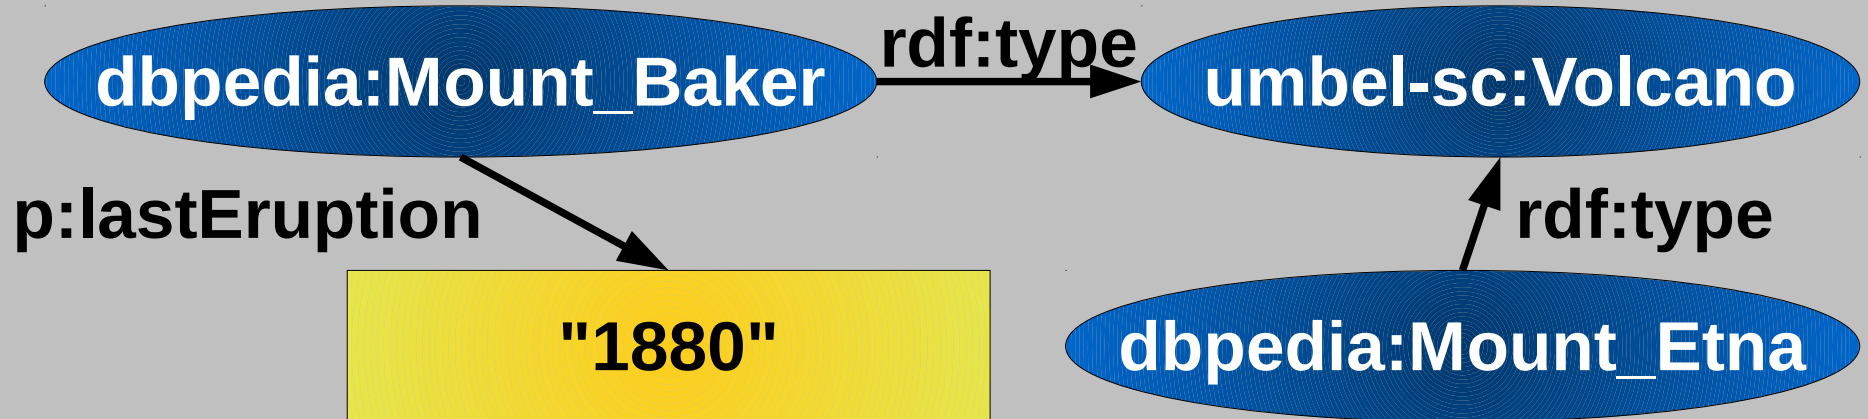 dbpedia:Mount_Baker
rdf:type
umbel-sc:Volcano
p:lastEruption
rdf:type
"1880"
dbpedia:Mount_Etna